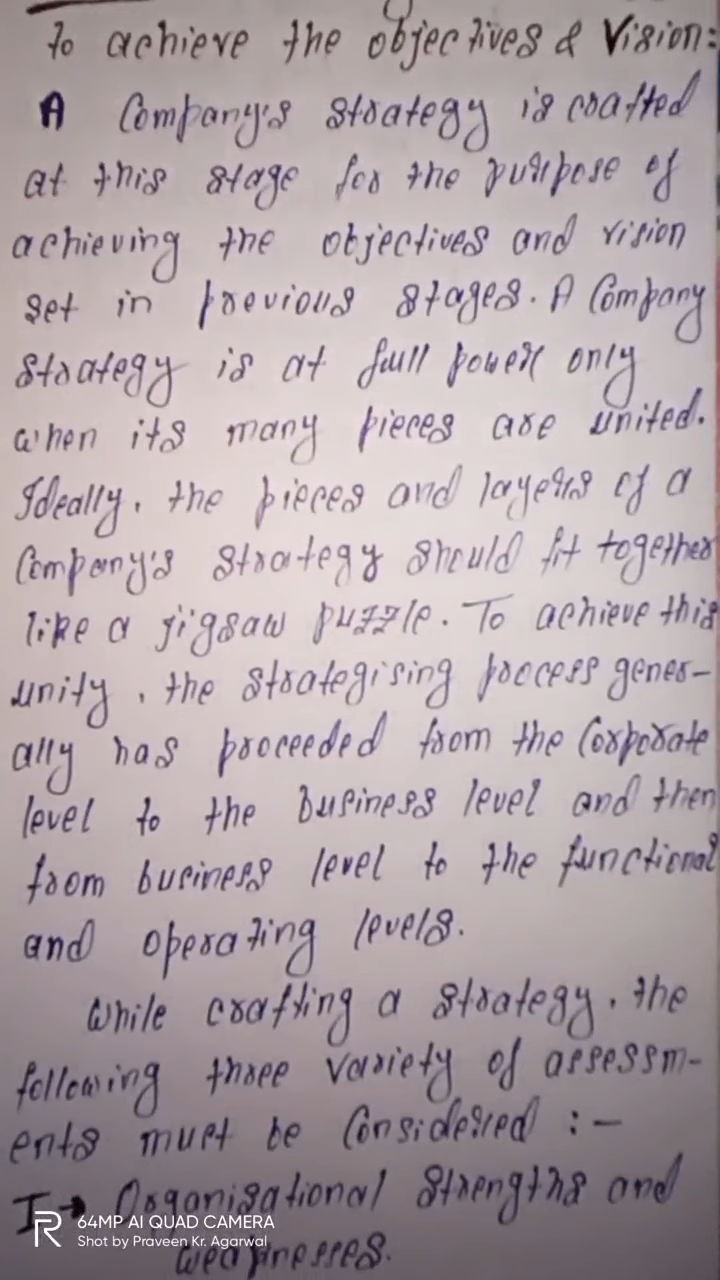 To achieve the objectives & Vision:
A Company's strategy is crafted
at this stage for the purpose of
achieving the objectives and vision
set in previous stages. A Company
strategy is at full power only
when its many pieces are united.
Ideally, the pieces and layers of a
Company's strategy should fit together
like a jigsaw puzzle. To achieve this
unity, the strategising process gener-
ally has proceeded from the Corporate
level to the business level and then
from business level to the functional
and operating levels.
While crafting a strategy, the
following three variety of assessm-
ents must be Considered :-
I → Organisational Strengths and
weaknesses.
64MP AI QUAD CAMERA
Shot by Praveen Kr. Agarwal